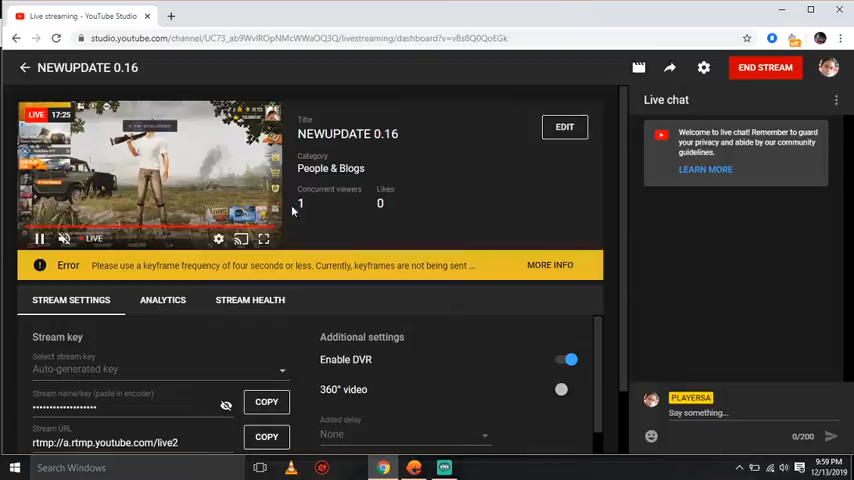 Live streaming - YouTube Studio
studio.youtube.com/channel/UC73_ab9WvIROpNMcWWaOQ3Q/livestreaming/dashboard?v=vBs8Q0QoEGk
NEWUPDATE 0.16
END STREAM
LIVE 17:25
LIVE
Title
NEWUPDATE 0.16
EDIT
Category
People & Blogs
Concurrent viewers
Likes
1
0
Error
Please use a keyframe frequency of four seconds or less. Currently, keyframes are not being sent ...
MORE INFO
STREAM SETTINGS
ANALYTICS
STREAM HEALTH
Stream key
Select stream key
Auto-generated key
Stream name/key (paste in encoder)
••••••••••••••••••
COPY
Stream URL
rtmp://a.rtmp.youtube.com/live2
COPY
Additional settings
Enable DVR
360° video
Added delay
None
Live chat
Welcome to live chat! Remember to guard
your privacy and abide by our community
guidelines.
LEARN MORE
PLAYERSA
Say something...
0/200
Search Windows
9:59 PM
12/13/2019